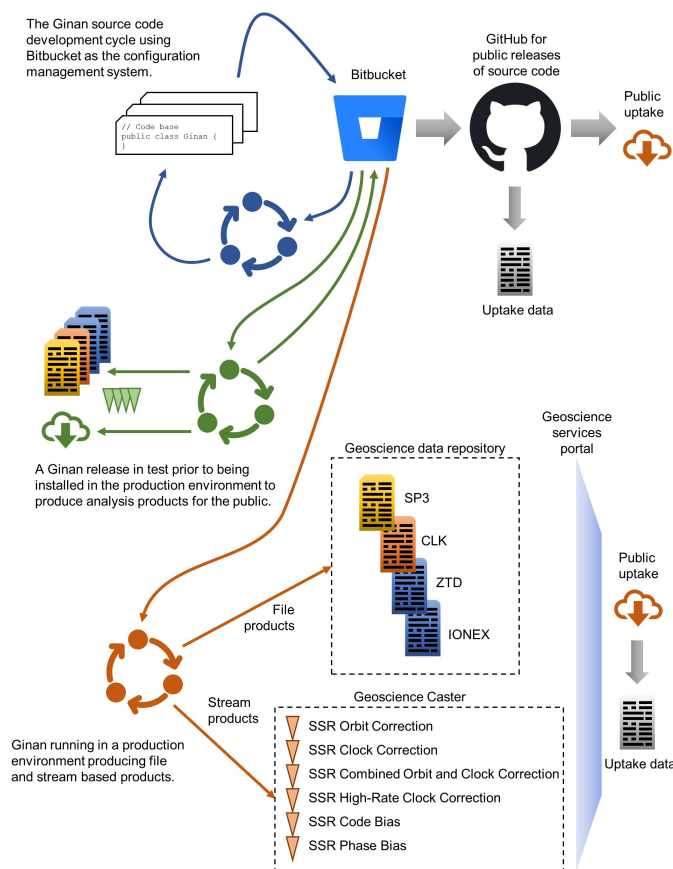 The Ginan source code
development cycle using
Bitbucket as the configuration
management system.
Bitbucket
GitHub for
public releases
of source code
Public
uptake
// Code base
public class Ginan {
}
Uptake data
A Ginan release in test prior to being
installed in the production environment to
produce analysis products for the public.
Geoscience
services
portal
Geoscience data repository
SP3
CLK
ZTD
IONEX
Public
uptake
File
products
Stream
products
Ginan running in a production
environment producing file
and stream based products.
Geoscience Caster
SSR Orbit Correction
SSR Clock Correction
SSR Combined Orbit and Clock Correction
SSR High-Rate Clock Correction
SSR Code Bias
SSR Phase Bias
Uptake data